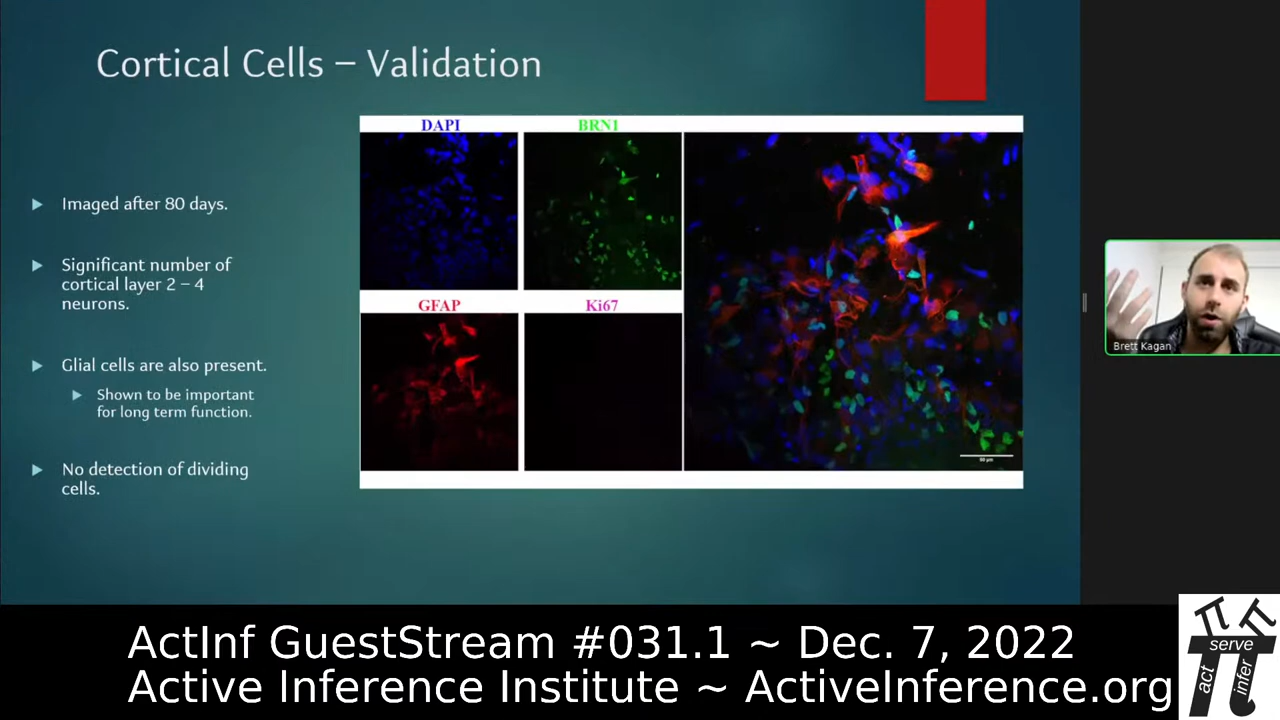 Cortical Cells – Validation
Imaged after 80 days.
Significant number of
cortical layer 2 – 4
neurons.
Glial cells are also present.
Shown to be important
for long term function.
No detection of dividing
cells.
DAPI
BRN1
GFAP
Ki67
Brett Kagan
ActInf GuestStream #031.1 ~ Dec. 7, 2022
Active Inference Institute ~ ActiveInference.org
serve
act
infer